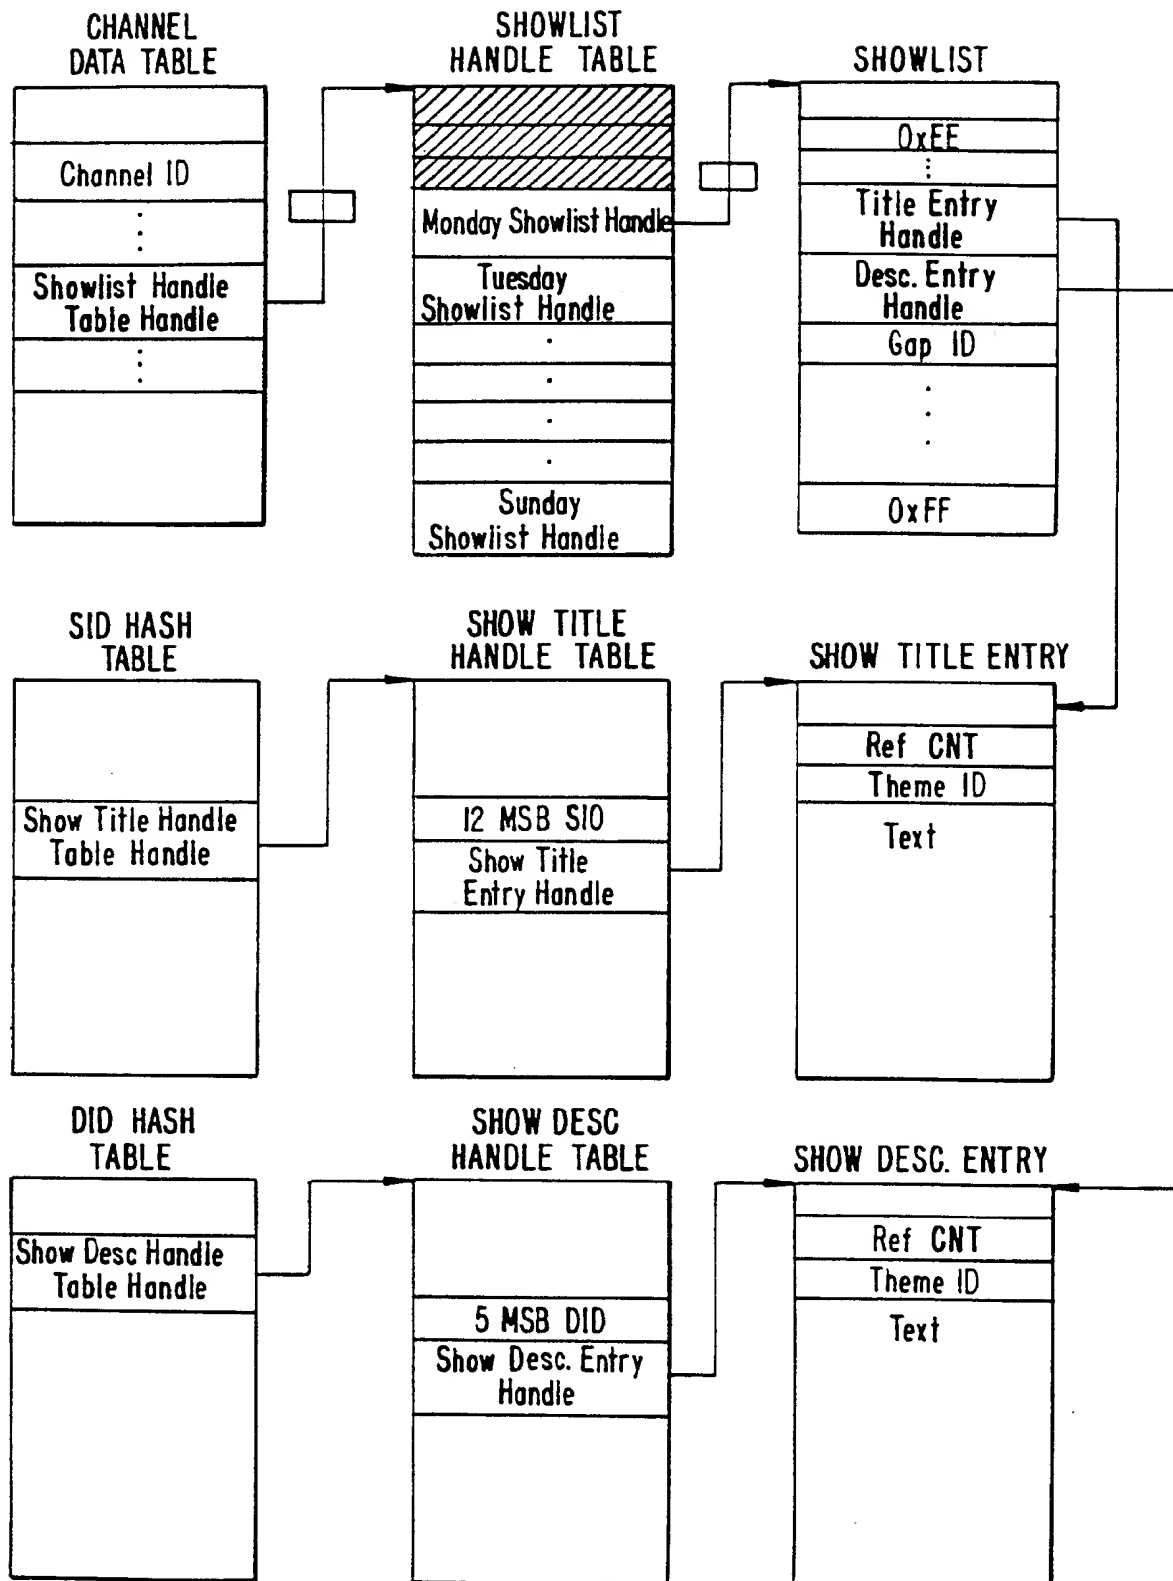 CHANNEL
DATA TABLE
Channel ID
Showlist Handle
Table Handle
SHOWLIST
HANDLE TABLE
Monday Showlist Handle
Tuesday
Showlist Handle
Sunday
Showlist Handle
SHOWLIST
0xEE
Title Entry
Handle
Desc. Entry
Handle
Gap ID
0xFF
SID HASH
TABLE
Show Title Handle
Table Handle
SHOW TITLE
HANDLE TABLE
12 MSB SIO
Show Title
Entry Handle
SHOW TITLE ENTRY
Ref CNT
Theme ID
Text
DID HASH
TABLE
Show Desc Handle
Table Handle
SHOW DESC
HANDLE TABLE
5 MSB DID
Show Desc. Entry
Handle
SHOW DESC. ENTRY
Ref CNT
Theme ID
Text